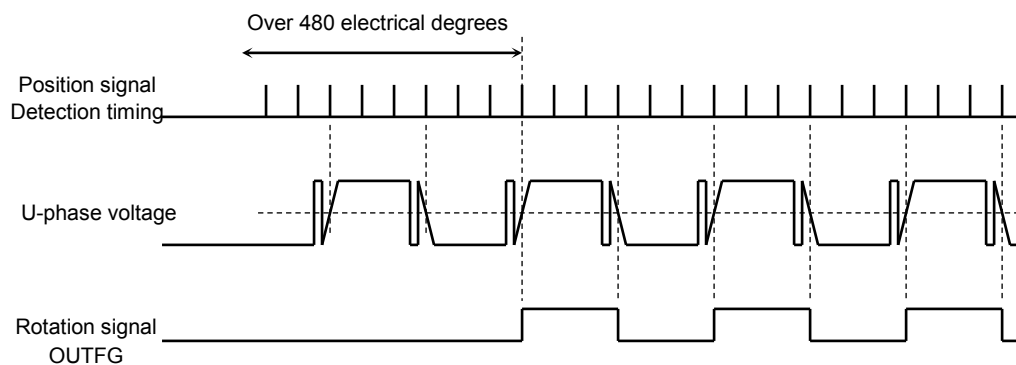 Over 480 electrical degrees
Position signal
Detection timing
U-phase voltage
Rotation signal
OUTFG